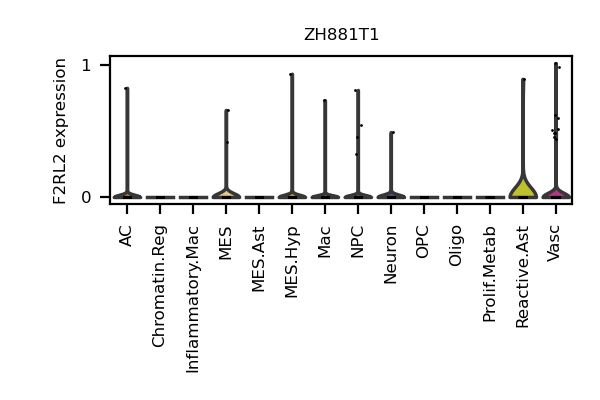 ZH881T1
F2RL2 expression
1
0
AC
Chromatin.Reg
Inflammatory.Mac
MES
MES.Ast
MES.Hyp
Mac
NPC
Neuron
OPC
Oligo
Prolif.Metab
Reactive.Ast
Vasc